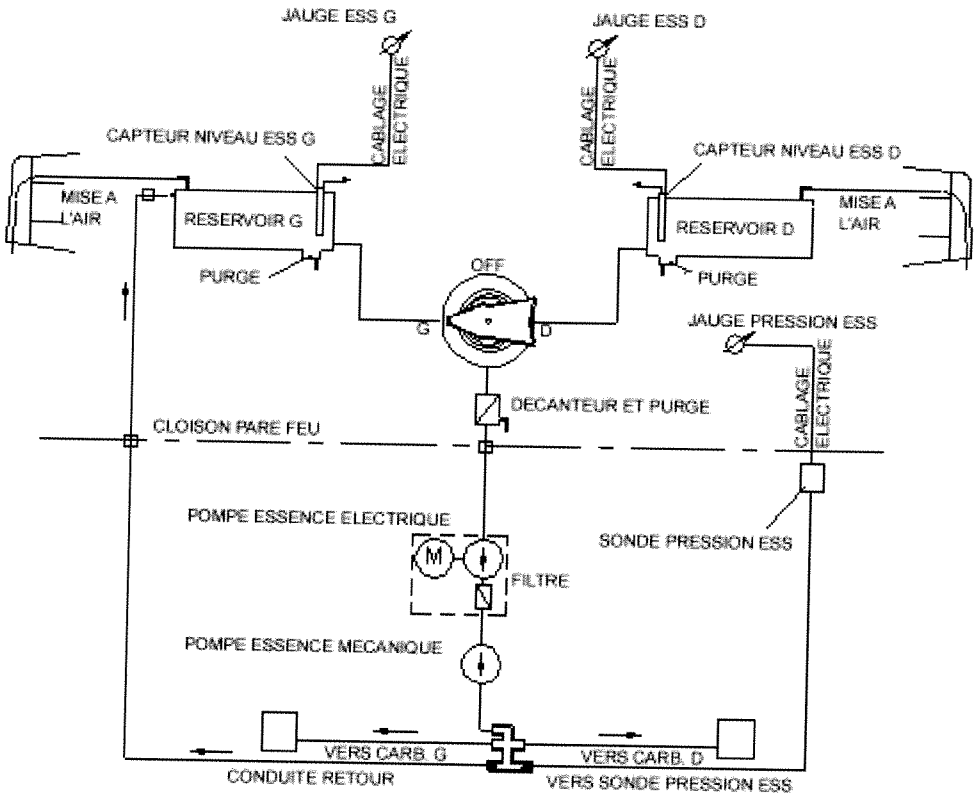 JAUGE ESS G
JAUGE ESS D
CABLAGE
ELECTRIQUE
CABLAGE
ELECTRIQUE
CAPTEUR NIVEAU ESS G
CAPTEUR NIVEAU ESS D
MISE A
L'AIR
RESERVOIR G
RESERVOIR D
MISE A
L'AIR
PURGE
PURGE
OFF
G
D
JAUGE PRESSION ESS
CABLAGE
ELECTRIQUE
DECANTEUR ET PURGE
CLOISON PARE FEU
POMPE ESSENCE ELECTRIQUE
SONDE PRESSION ESS
M
FILTRE
POMPE ESSENCE MECANIQUE
VERS CARB. G
VERS CARB. D
CONDUITE RETOUR
VERS SONDE PRESSION ESS